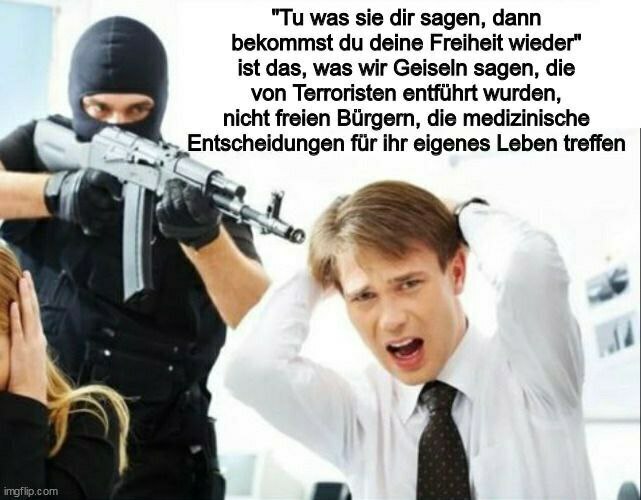 "Tu was sie dir sagen, dann
bekommst du deine Freiheit wieder"
ist das, was wir Geiseln sagen, die
von Terroristen entführt wurden,
nicht freien Bürgern, die medizinische
Entscheidungen für ihr eigenes Leben treffen
imgflip.com